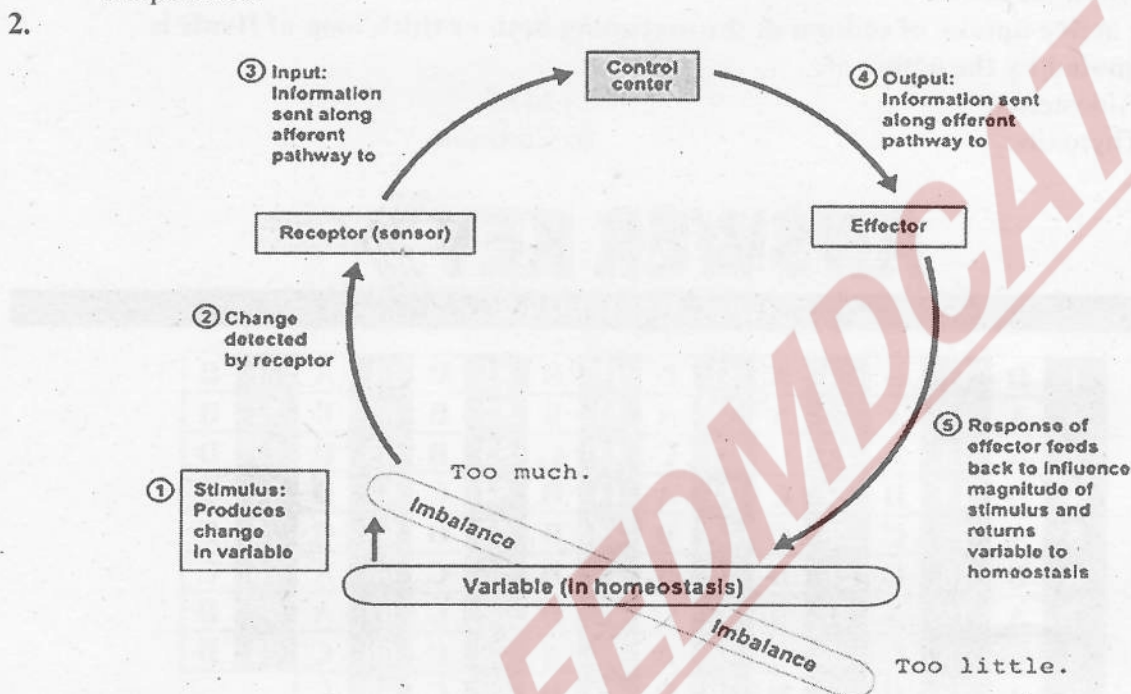 2.
③ Input:
Information
sent along
afferent
pathway to
Control
center
④ Output:
Information sent
along efferent
pathway to
Receptor (sensor)
Effector
② Change
detected
by receptor
① Stimulus:
Produces
change
in variable
Too much.
Imbalance
Variable (in homeostasis)
Imbalance
Too little.
⑤ Response of
effector feeds
back to influence
magnitude of
stimulus and
returns
variable to
homeostasis
FEDMDCAT